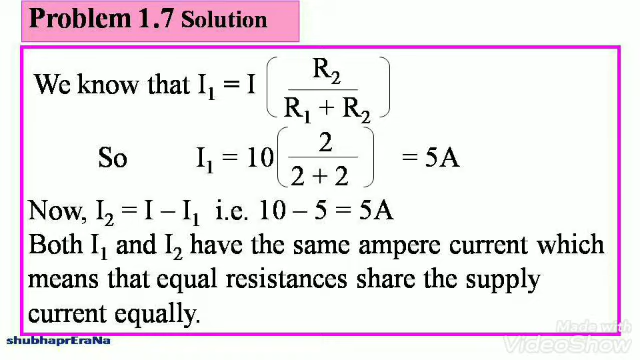 Problem 1.7 Solution
We know that I₁ = I ( R₂ / (R₁ + R₂) )
So I₁ = 10 ( 2 / (2 + 2) ) = 5A
Now, I₂ = I – I₁ i.e. 10 – 5 = 5A
Both I₁ and I₂ have the same ampere current which
means that equal resistances share the supply
current equally.
shubhaprEraNa
Made with
VideoShow